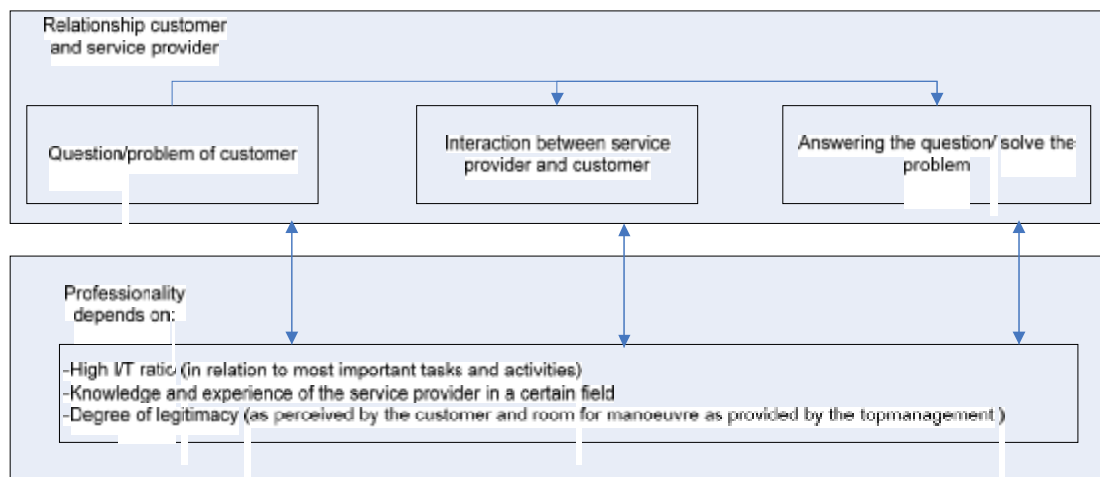 Relationship customer
and service provider
Question/problem of customer
Interaction between service
provider and customer
Answering the question/ solve the
problem
Professionality
depends on:
-High I/T ratio (in relation to most important tasks and activities)
-Knowledge and experience of the service provider in a certain field
-Degree of legitimacy (as perceived by the customer and room for manoeuvre as provided by the topmanagement )